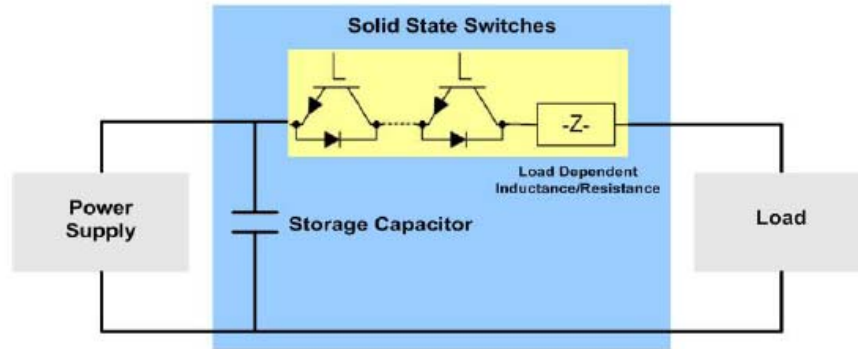 Solid State Switches
-Z-
Load Dependent
Inductance/Resistance
Power
Supply
Storage Capacitor
Load